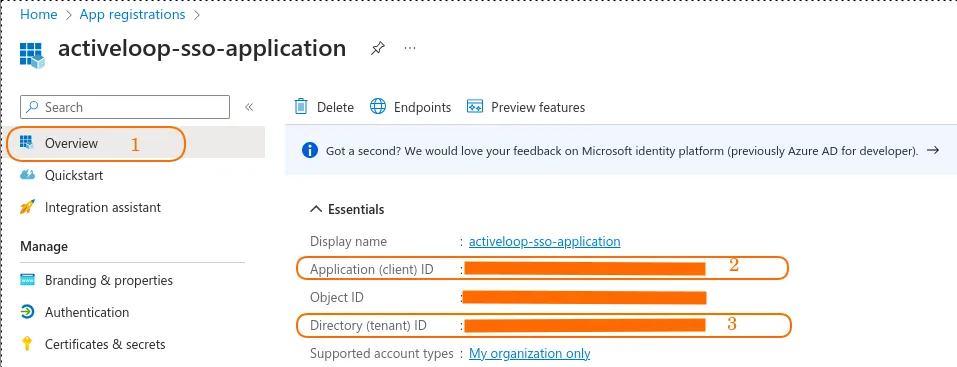 Home > App registrations >
activeloop-sso-application ...
Search «
Delete Endpoints Preview features
Overview 1
Got a second? We would love your feedback on Microsoft identity platform (previously Azure AD for developer). →
Quickstart
Integration assistant
Essentials
Manage
Display name : activeloop-sso-application
Application (client) ID : 2
Branding & properties
Object ID :
Authentication
Directory (tenant) ID : 3
Certificates & secrets
Supported account types : My organization only